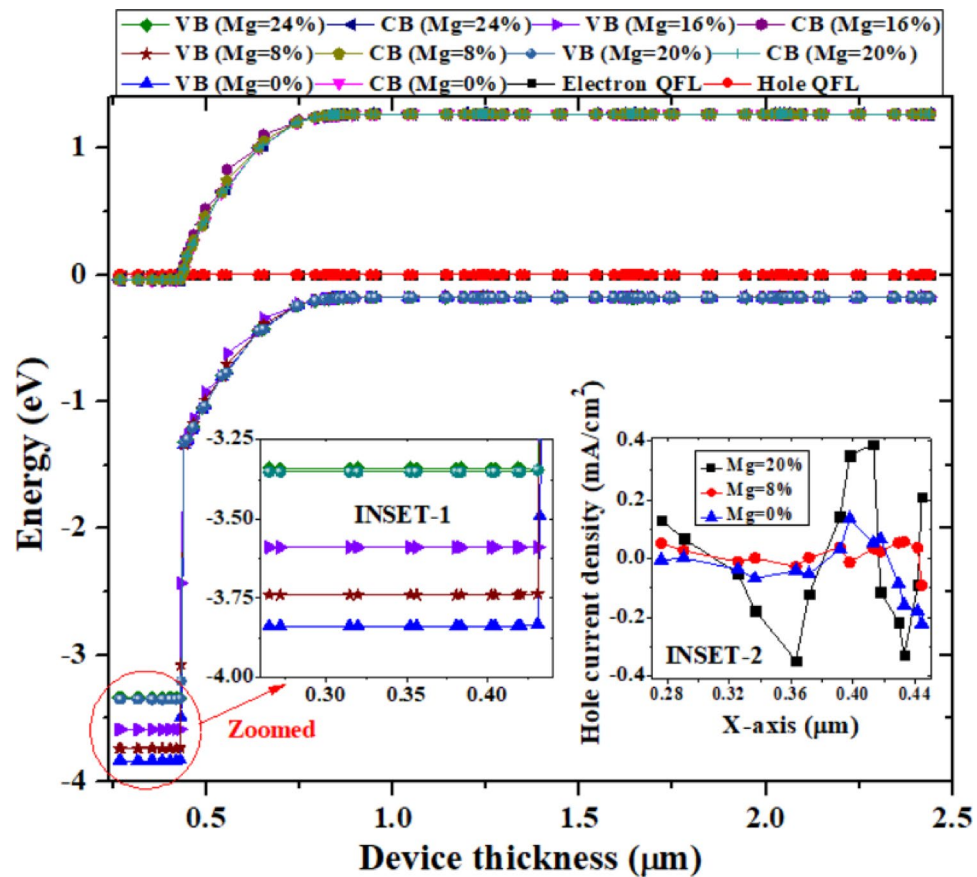 VB (Mg=24%) CB (Mg=24%) VB (Mg=16%) CB (Mg=16%)
VB (Mg=8%) CB (Mg=8%) VB (Mg=20%) CB (Mg=20%)
VB (Mg=0%) CB (Mg=0%) Electron QFL Hole QFL
Energy (eV)
1
0
-1
-2
-3
-4
0.5 1.0 1.5 2.0 2.5
Device thickness (μm)
-3.25
-3.50
-3.75
-4.00
0.30 0.35 0.40
INSET-1
Zoomed
Hole current density (mA/cm²)
0.4
0.2
0.0
-0.2
-0.4
Mg=20%
Mg=8%
Mg=0%
INSET-2
0.28 0.32 0.36 0.40 0.44
X-axis (μm)